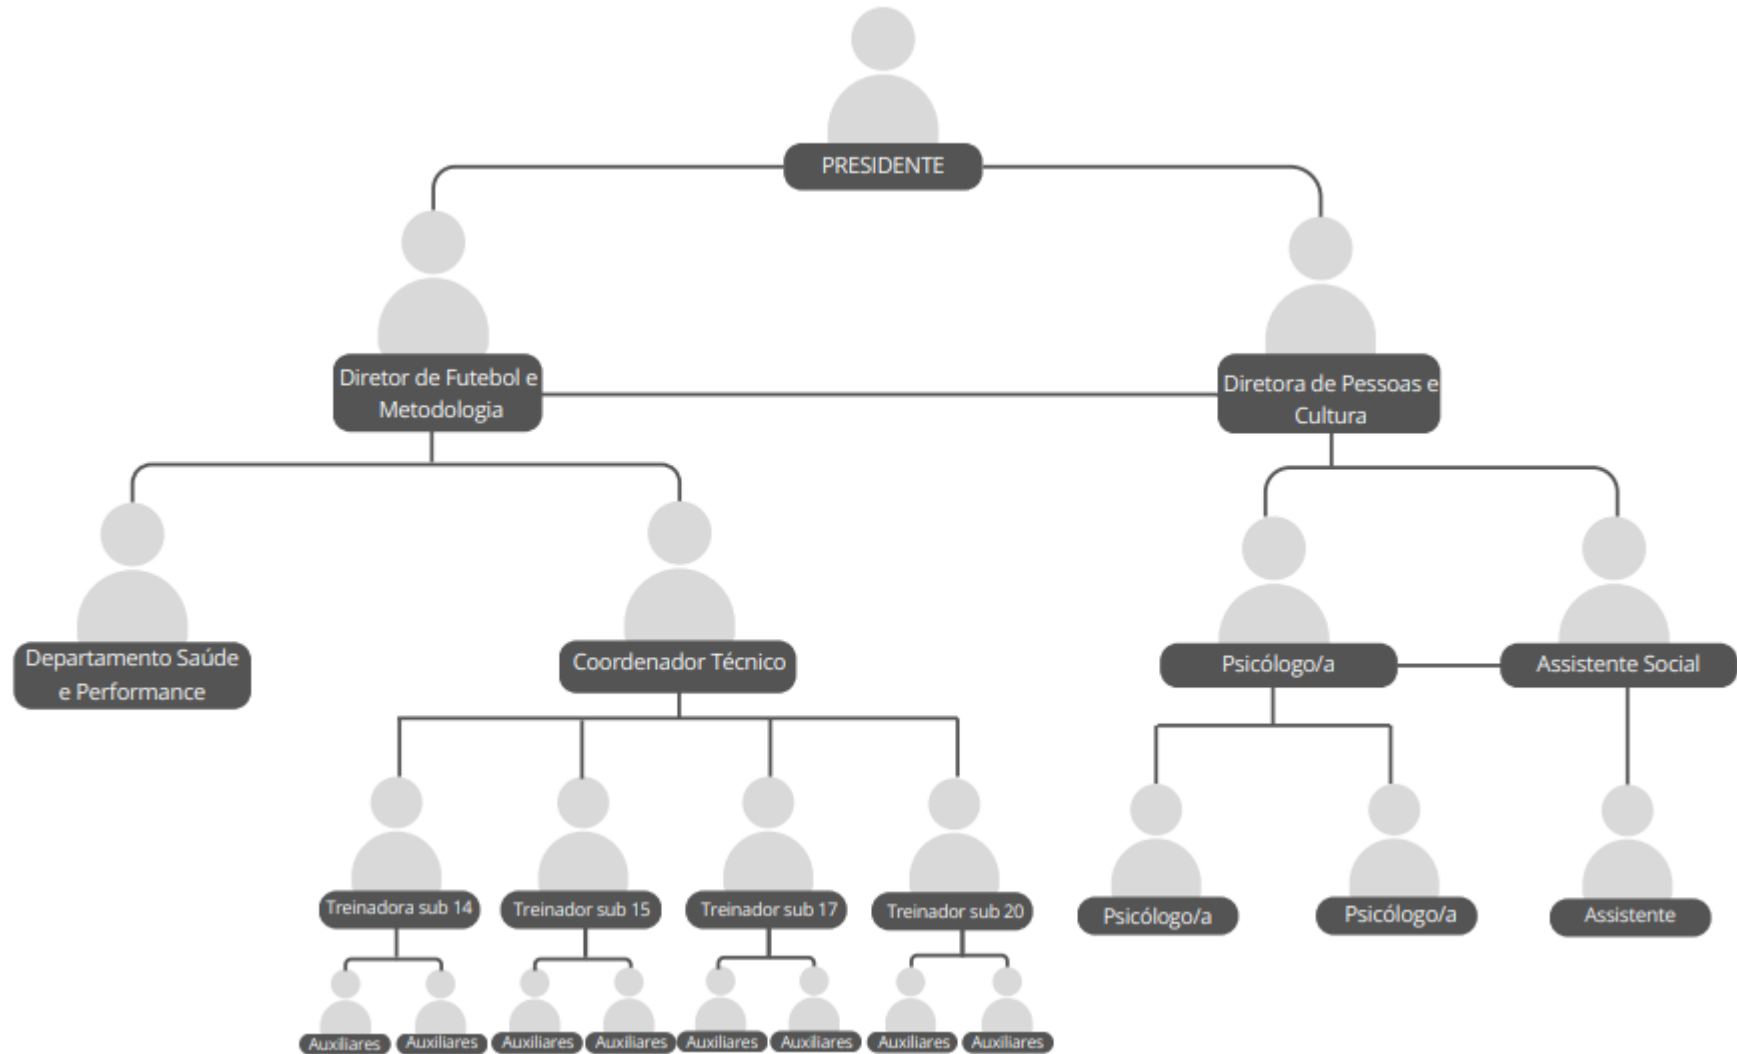 PRESIDENTE
Diretor de Futebol e
Metodologia
Diretora de Pessoas e
Cultura
Departamento Saúde
e Performance
Coordenador Técnico
Psicólogo/a
Assistente Social
Treinadora sub 14
Treinador sub 15
Treinador sub 17
Treinador sub 20
Psicólogo/a
Psicólogo/a
Assistente
Auxiliares
Auxiliares
Auxiliares
Auxiliares
Auxiliares
Auxiliares
Auxiliares
Auxiliares